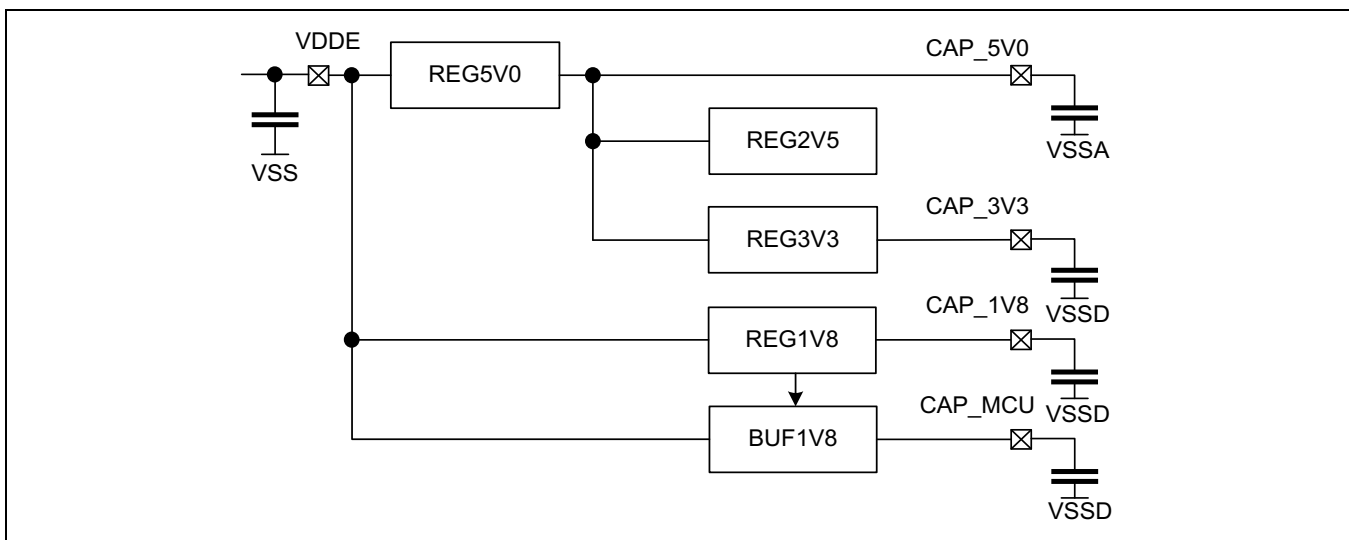 VDDE
REG5V0
CAP_5V0
VSS
REG2V5
VSSA
REG3V3
CAP_3V3
VSSD
REG1V8
CAP_1V8
VSSD
BUF1V8
CAP_MCU
VSSD